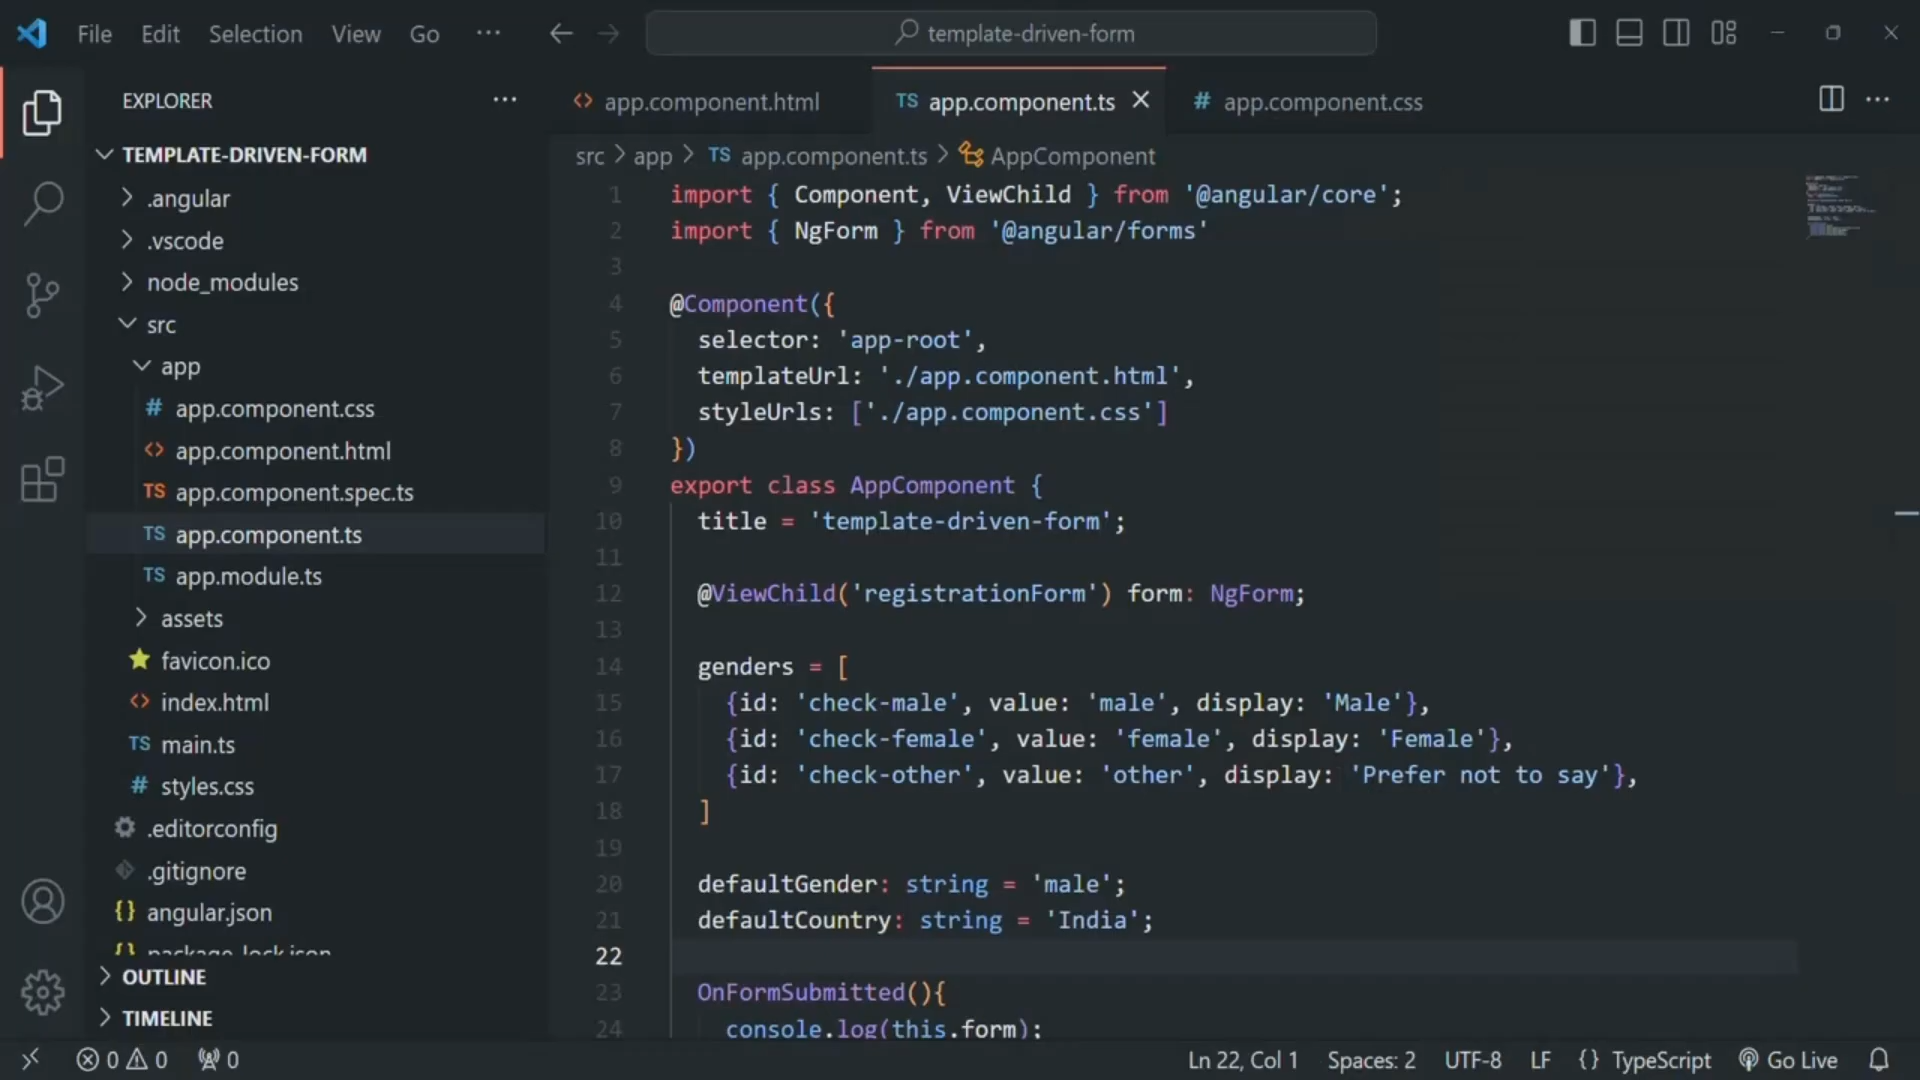 File Edit Selection View Go ··· template-driven-form
EXPLORER ···
TEMPLATE-DRIVEN-FORM
.angular
.vscode
node_modules
src
app
# app.component.css
<> app.component.html
TS app.component.spec.ts
TS app.component.ts
TS app.module.ts
assets
favicon.ico
<> index.html
TS main.ts
# styles.css
.editorconfig
.gitignore
{} angular.json
{} package-lock.json
OUTLINE
TIMELINE
<> app.component.html TS app.component.ts # app.component.css ···
src > app > TS app.component.ts > AppComponent
1 import { Component, ViewChild } from '@angular/core';
2 import { NgForm } from '@angular/forms'
3
4 @Component({
5 selector: 'app-root',
6 templateUrl: './app.component.html',
7 styleUrls: ['./app.component.css']
8 })
9 export class AppComponent {
10 title = 'template-driven-form';
11
12 @ViewChild('registrationForm') form: NgForm;
13
14 genders = [
15 {id: 'check-male', value: 'male', display: 'Male'},
16 {id: 'check-female', value: 'female', display: 'Female'},
17 {id: 'check-other', value: 'other', display: 'Prefer not to say'},
18 ]
19
20 defaultGender: string = 'male';
21 defaultCountry: string = 'India';
22
23 OnFormSubmitted(){
24 console.log(this.form);
0 0 0 Ln 22, Col 1 Spaces: 2 UTF-8 LF {} TypeScript Go Live